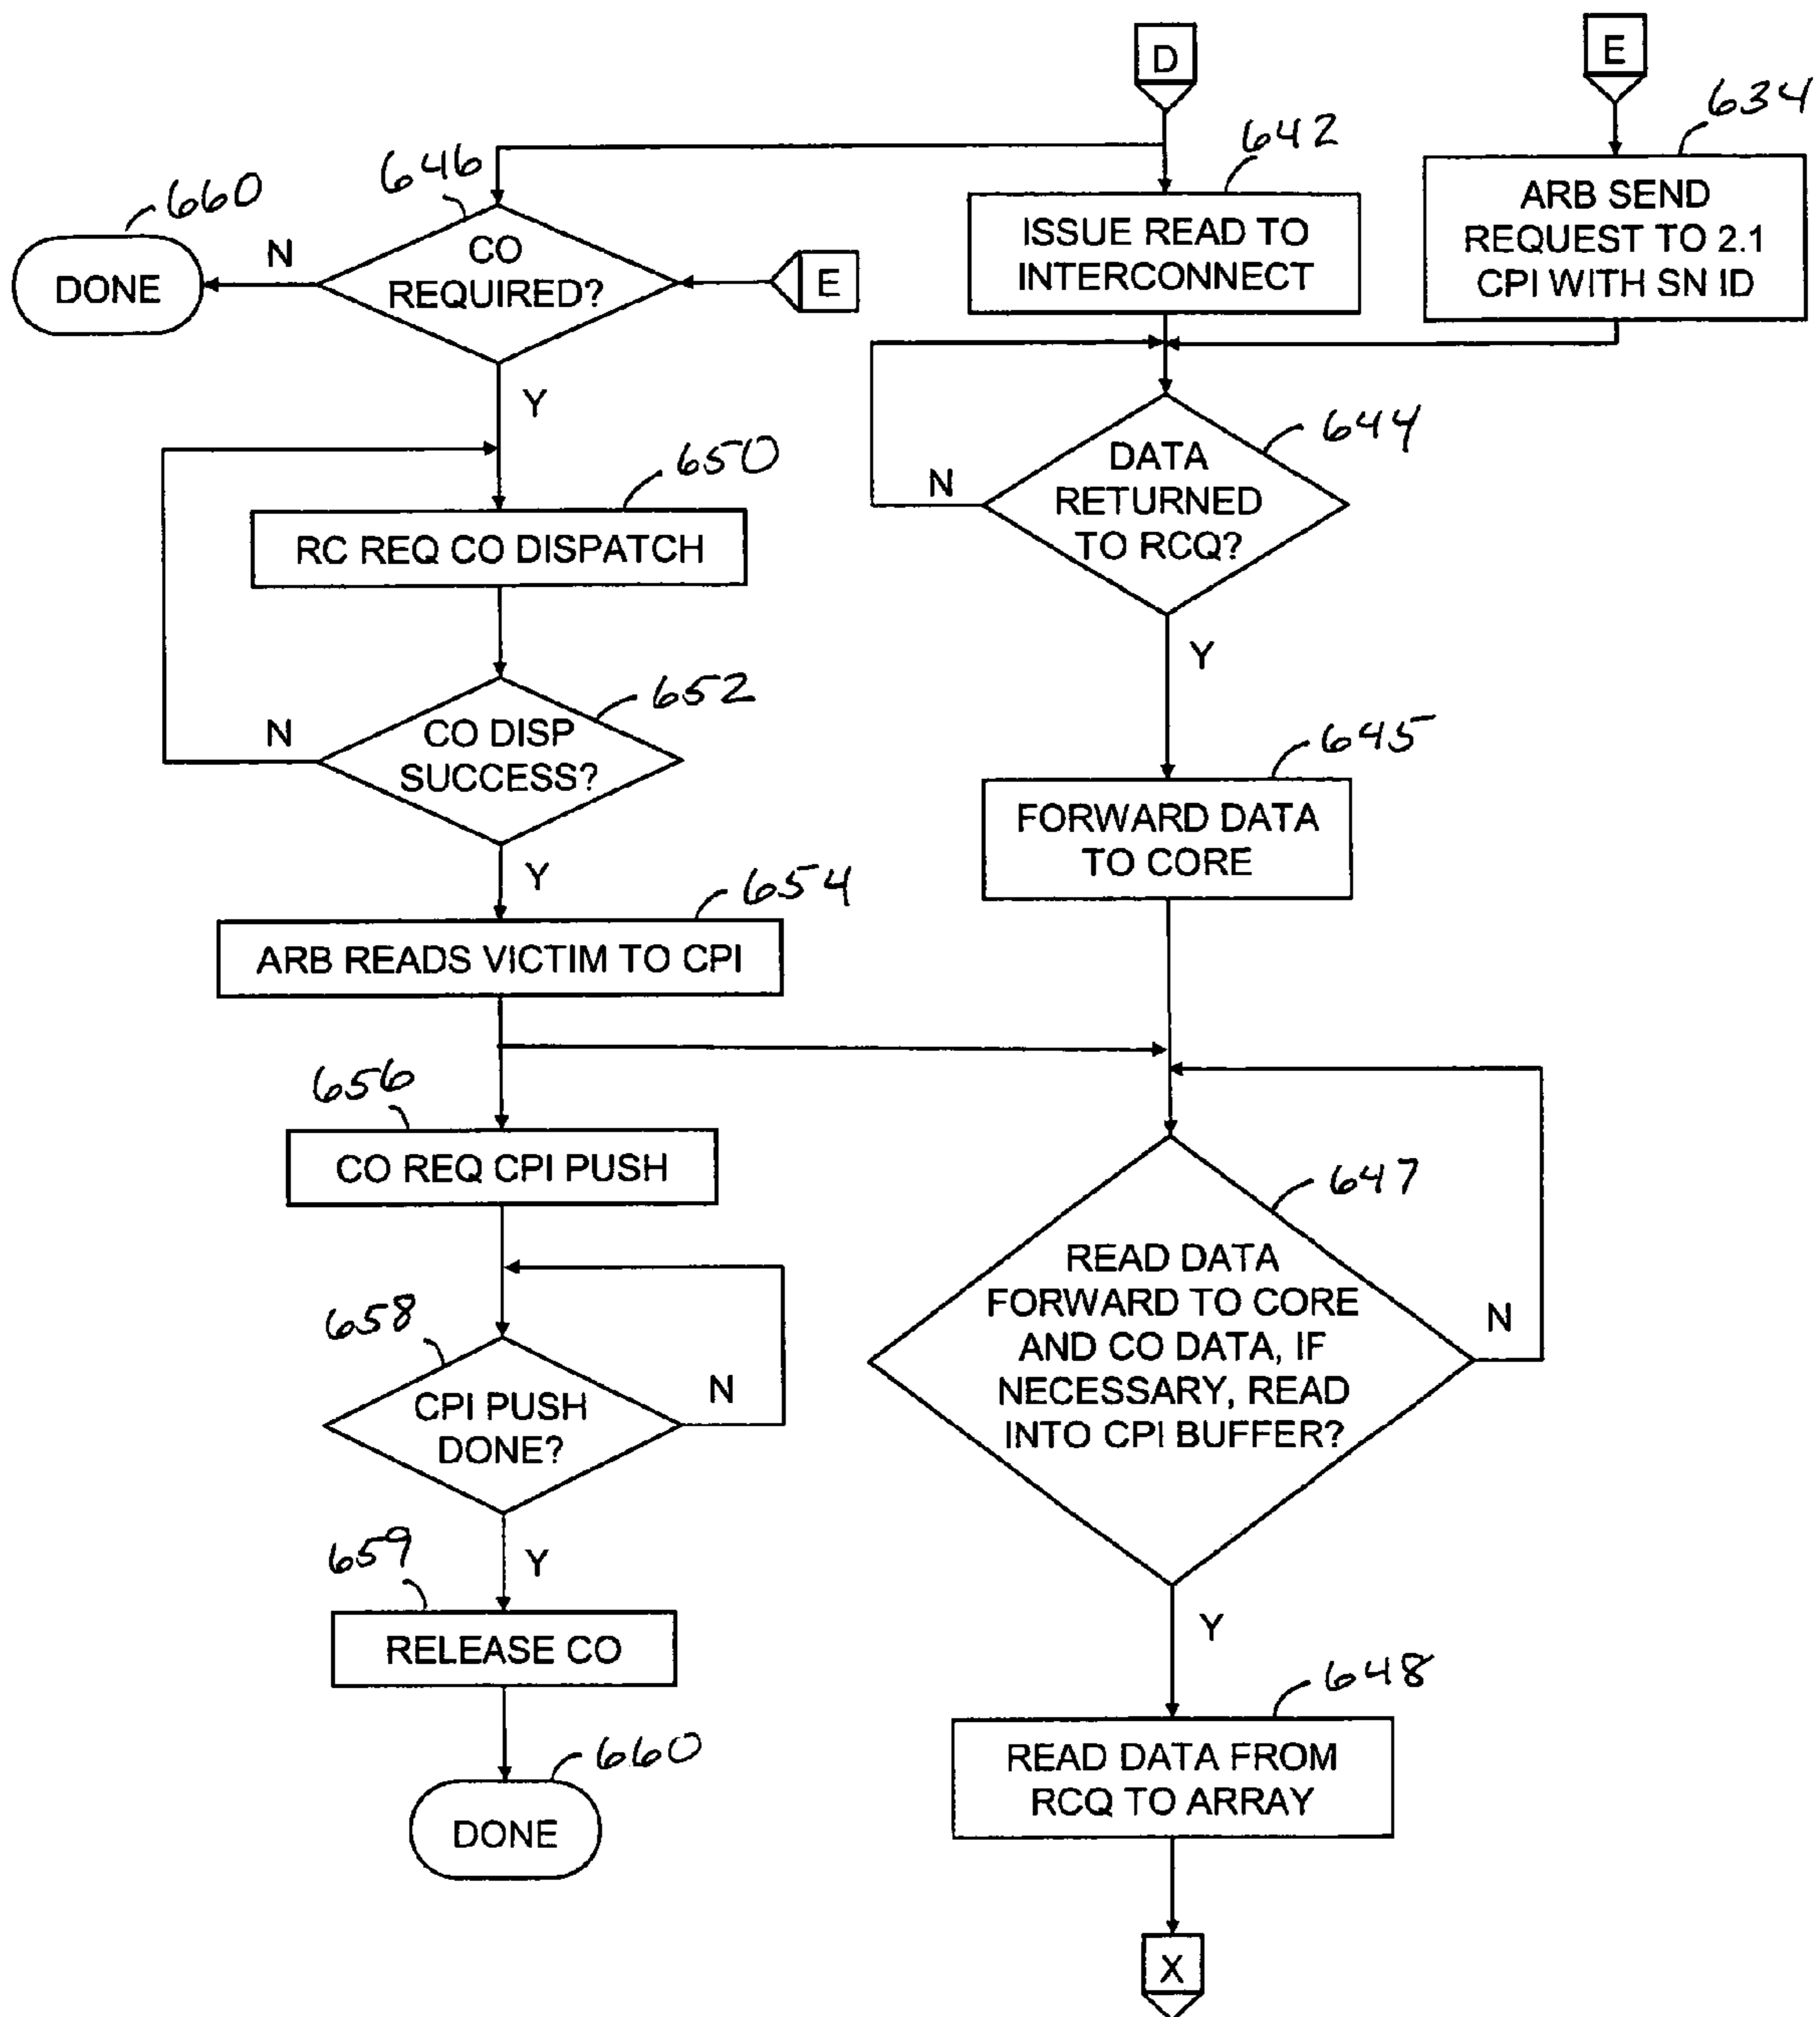 D
E
634
642
646
660
ARB SEND
REQUEST TO 2.1
CPI WITH SN ID
ISSUE READ TO
INTERCONNECT
CO
REQUIRED?
N
DONE
E
Y
644
DATA
RETURNED
TO RCQ?
N
650
RC REQ CO DISPATCH
Y
652
CO DISP
SUCCESS?
N
645
FORWARD DATA
TO CORE
Y
654
ARB READS VICTIM TO CPI
656
CO REQ CPI PUSH
647
READ DATA
FORWARD TO CORE
AND CO DATA, IF
NECESSARY, READ
INTO CPI BUFFER?
N
658
CPI PUSH
DONE?
N
659
Y
RELEASE CO
Y
648
READ DATA FROM
RCQ TO ARRAY
660
DONE
X